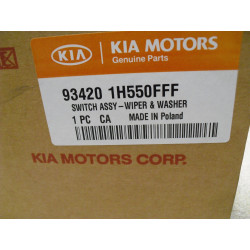 KIA KIA MOTORS
Genuine Parts
93420 1H550FFF
SWITCH ASSY-WIPER & WASHER
1 PC CA MADE IN Poland
KIA MOTORS CORP.